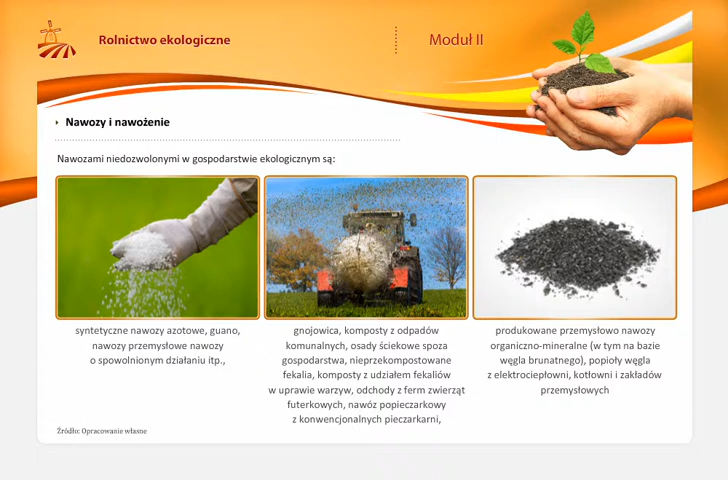 Rolnictwo ekologiczne
Moduł II
Nawozy i nawożenie
Nawozami niedozwolonymi w gospodarstwie ekologicznym są:
syntetyczne nawozy azotowe, guano,
nawozy przemysłowe nawozy
o spowolnionym działaniu itp.,
gnojowica, komposty z odpadów
komunalnych, osady ściekowe spoza
gospodarstwa, nieprzekompostowane
fekalia, komposty z udziałem fekaliów
w uprawie warzyw, odchody z ferm zwierząt
futerkowych, nawóz popieczarkowy
z konwencjonalnych pieczarkarni,
produkowane przemysłowo nawozy
organiczno-mineralne (w tym na bazie
węgla brunatnego), popioły węgla
z elektrociepłowni, kotłowni i zakładów
przemysłowych
Źródło: Opracowanie własne